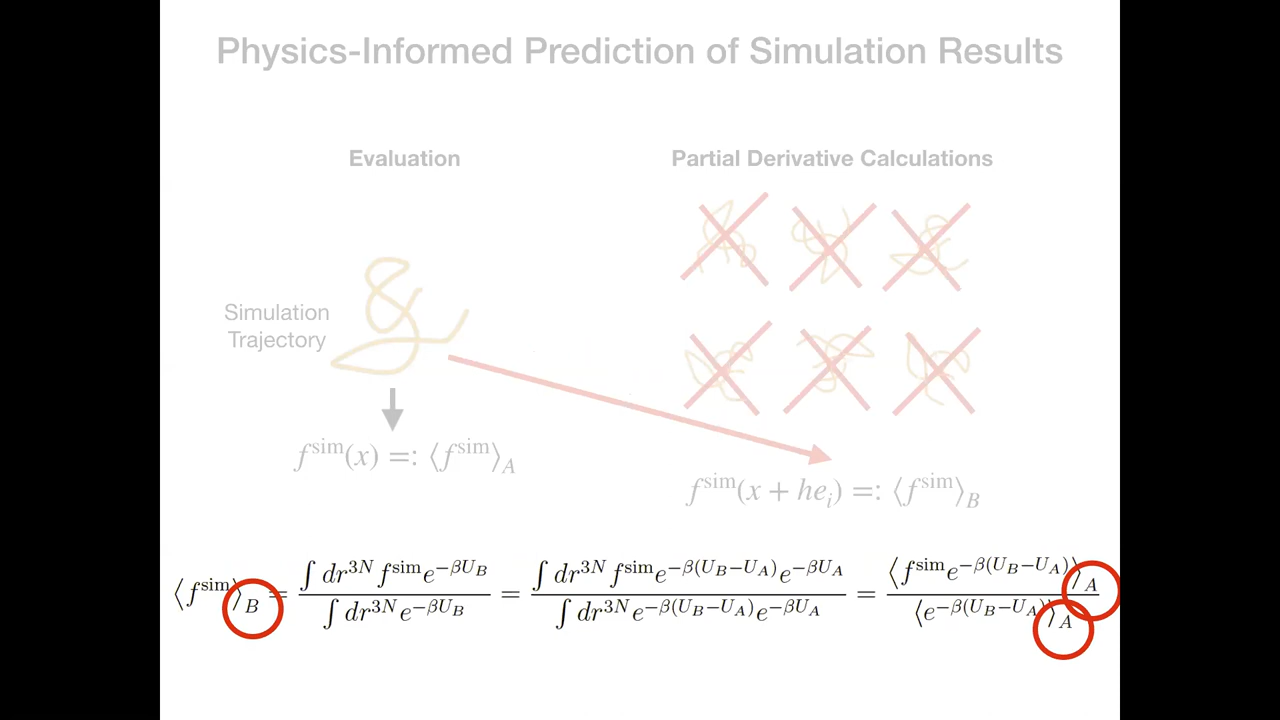 Physics-Informed Prediction of Simulation Results
Evaluation
Partial Derivative Calculations
Simulation
Trajectory
f^sim(x) =: ⟨f^sim⟩_A
f^sim(x + he_i) =: ⟨f^sim⟩_B
⟨f^sim⟩_B = ∫ dr^3N f^sim e^−βU_B / ∫ dr^3N e^−βU_B = ∫ dr^3N f^sim e^−β(U_B−U_A) e^−βU_A / ∫ dr^3N e^−β(U_B−U_A) e^−βU_A = ⟨f^sim e^−β(U_B−U_A)⟩_A / ⟨e^−β(U_B−U_A)⟩_A